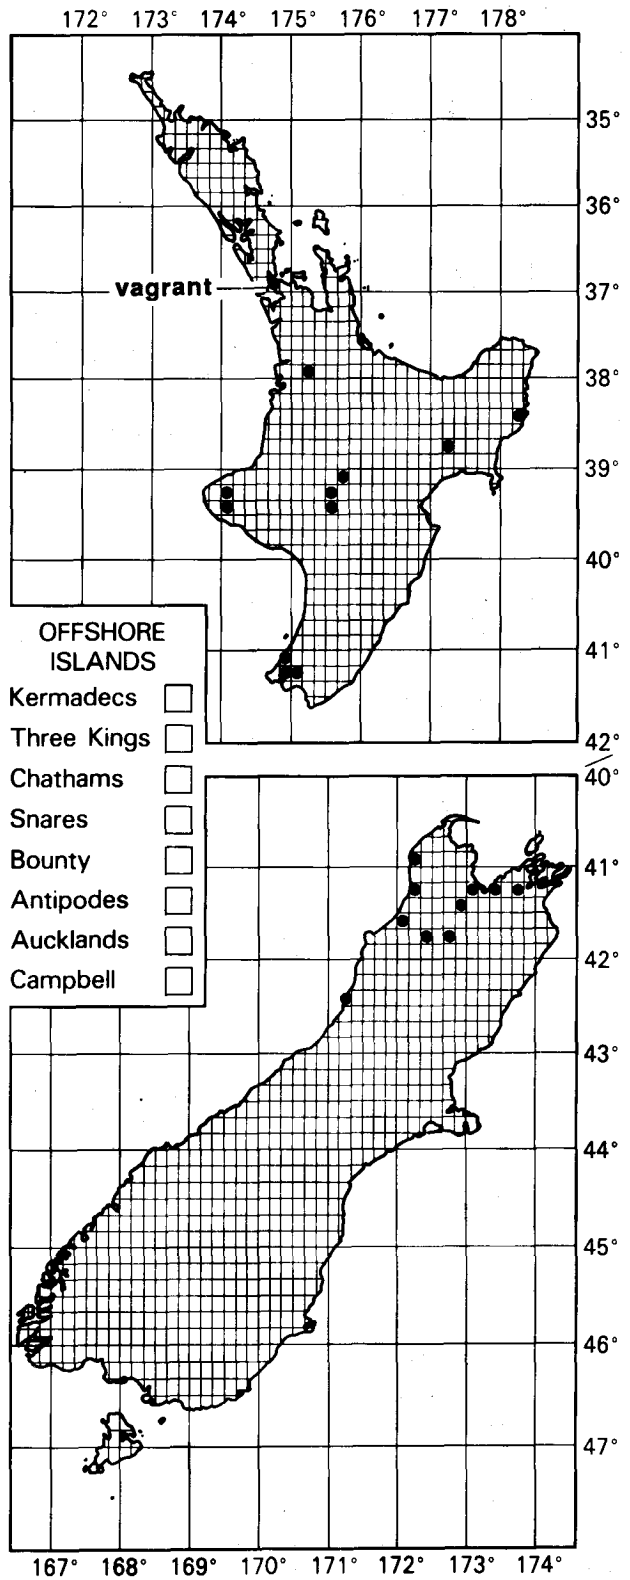 172° 173° 174° 175° 176° 177° 178°
35°
36°
vagrant
37°
38°
39°
40°
41°
42°
OFFSHORE
ISLANDS
Kermadecs
Three Kings
Chathams
Snares
Bounty
Antipodes
Aucklands
Campbell
40°
41°
42°
43°
44°
45°
46°
47°
167° 168° 169° 170° 171° 172° 173° 174°